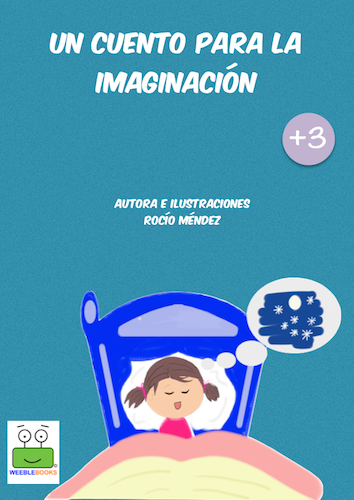 UN CUENTO PARA LA
IMAGINACIÓN
+3
AUTORA E ILUSTRACIONES
ROCÍO MÉNDEZ
WEEBLEBOOKS